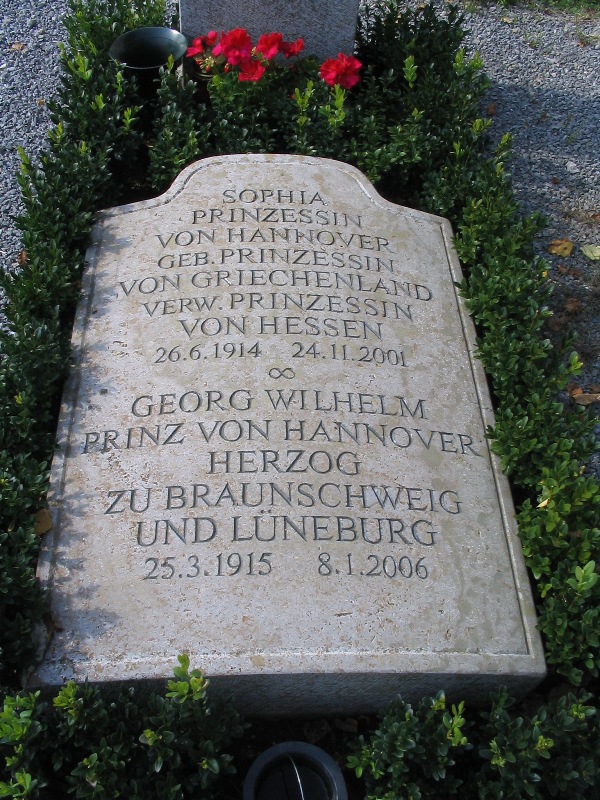 SOPHIA
PRINZESSIN
VON HANNOVER
GEB. PRINZESSIN
VON GRIECHENLAND
VERW. PRINZESSIN
VON HESSEN
26.6.1914 24.11.2001
∞
GEORG WILHELM
PRINZ VON HANNOVER
HERZOG
ZU BRAUNSCHWEIG
UND LÜNEBURG
25.3.1915 8.1.2006